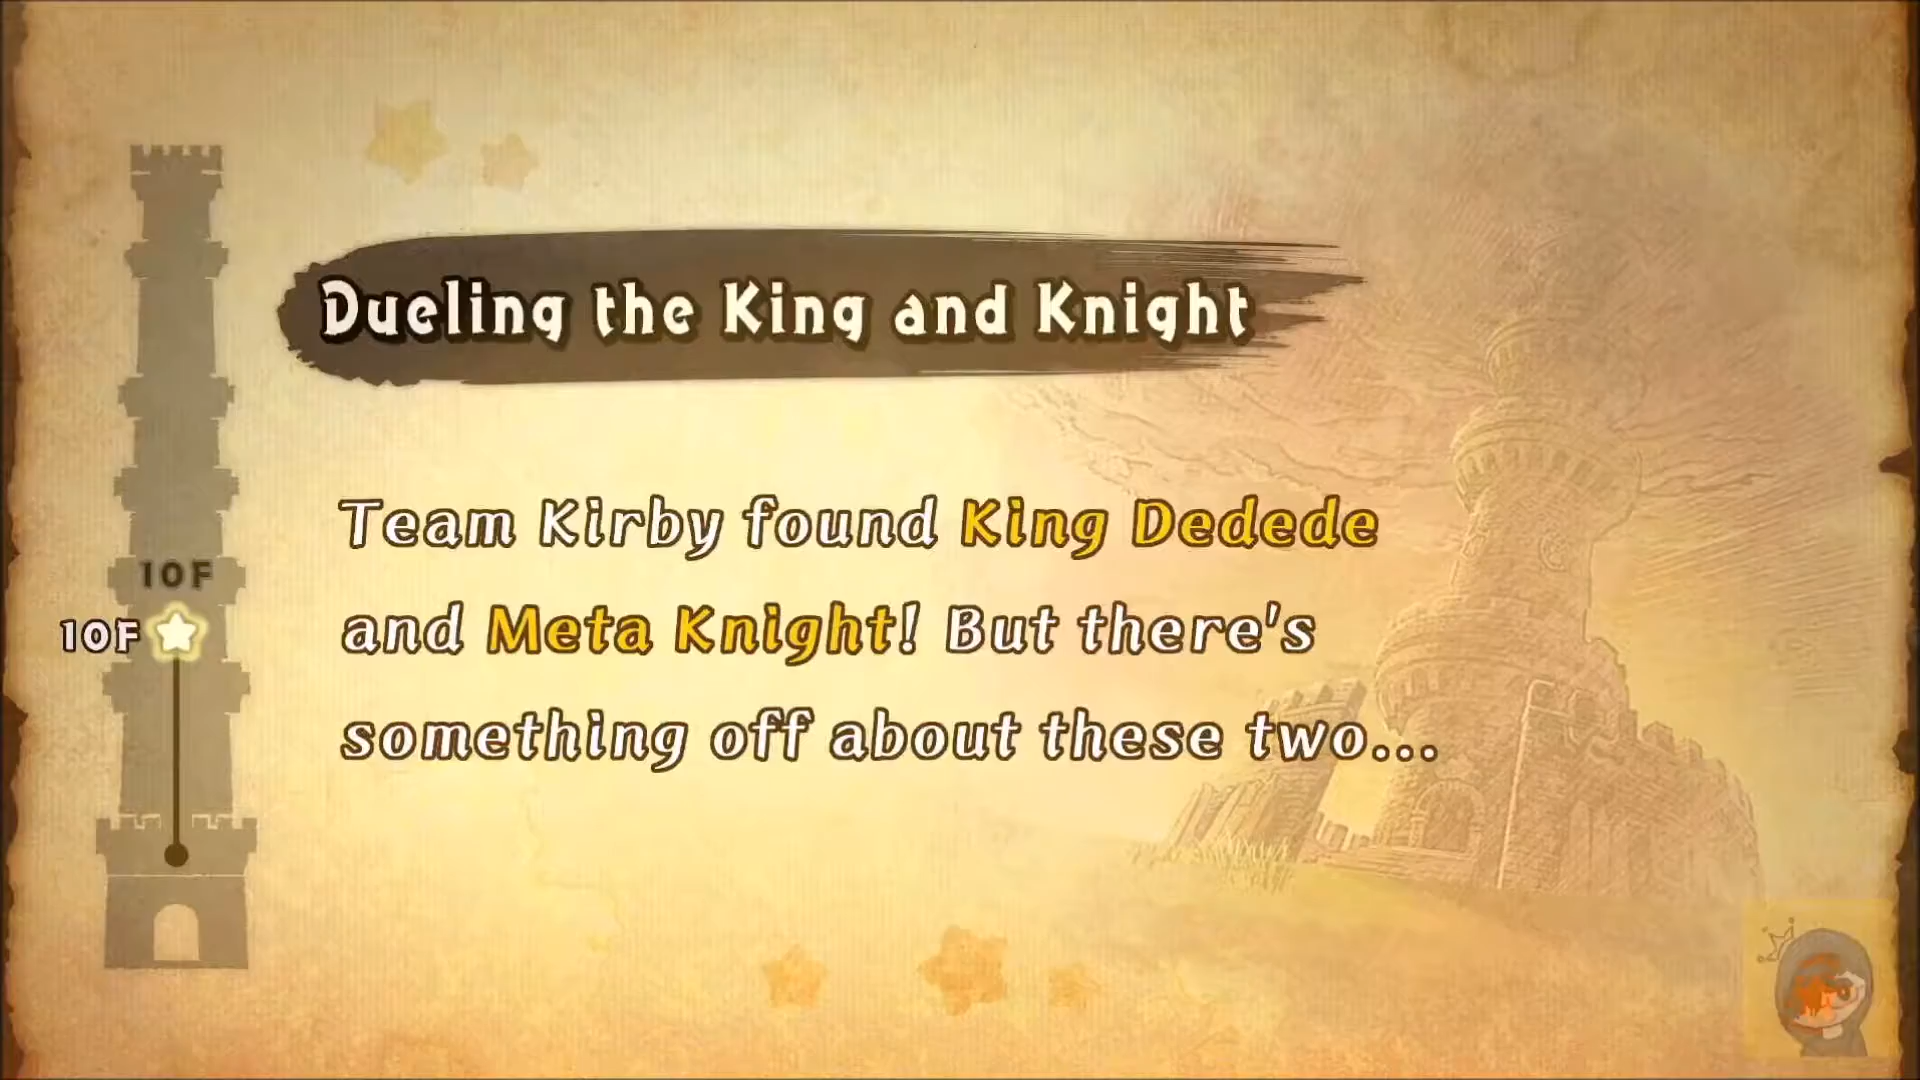 Dueling the King and Knight
10F
10F
Team Kirby found King Dedede
and Meta Knight! But there's
something off about these two...